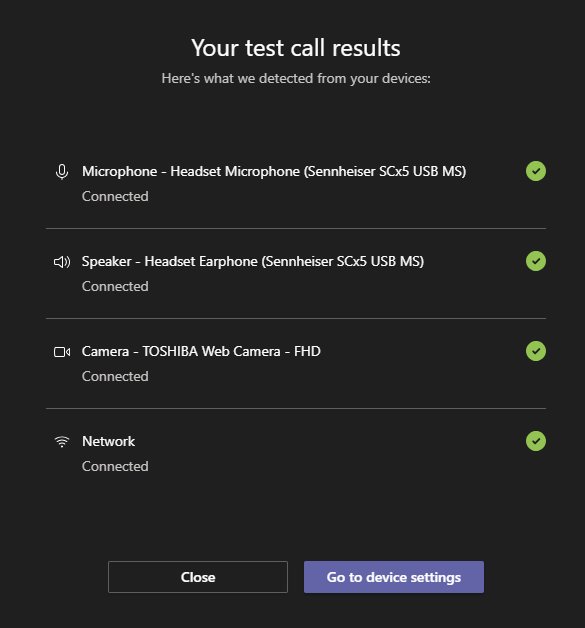 Your test call results
Here's what we detected from your devices:
Microphone - Headset Microphone (Sennheiser SCx5 USB MS)
Connected
Speaker - Headset Earphone (Sennheiser SCx5 USB MS)
Connected
Camera - TOSHIBA Web Camera - FHD
Connected
Network
Connected
Close
Go to device settings